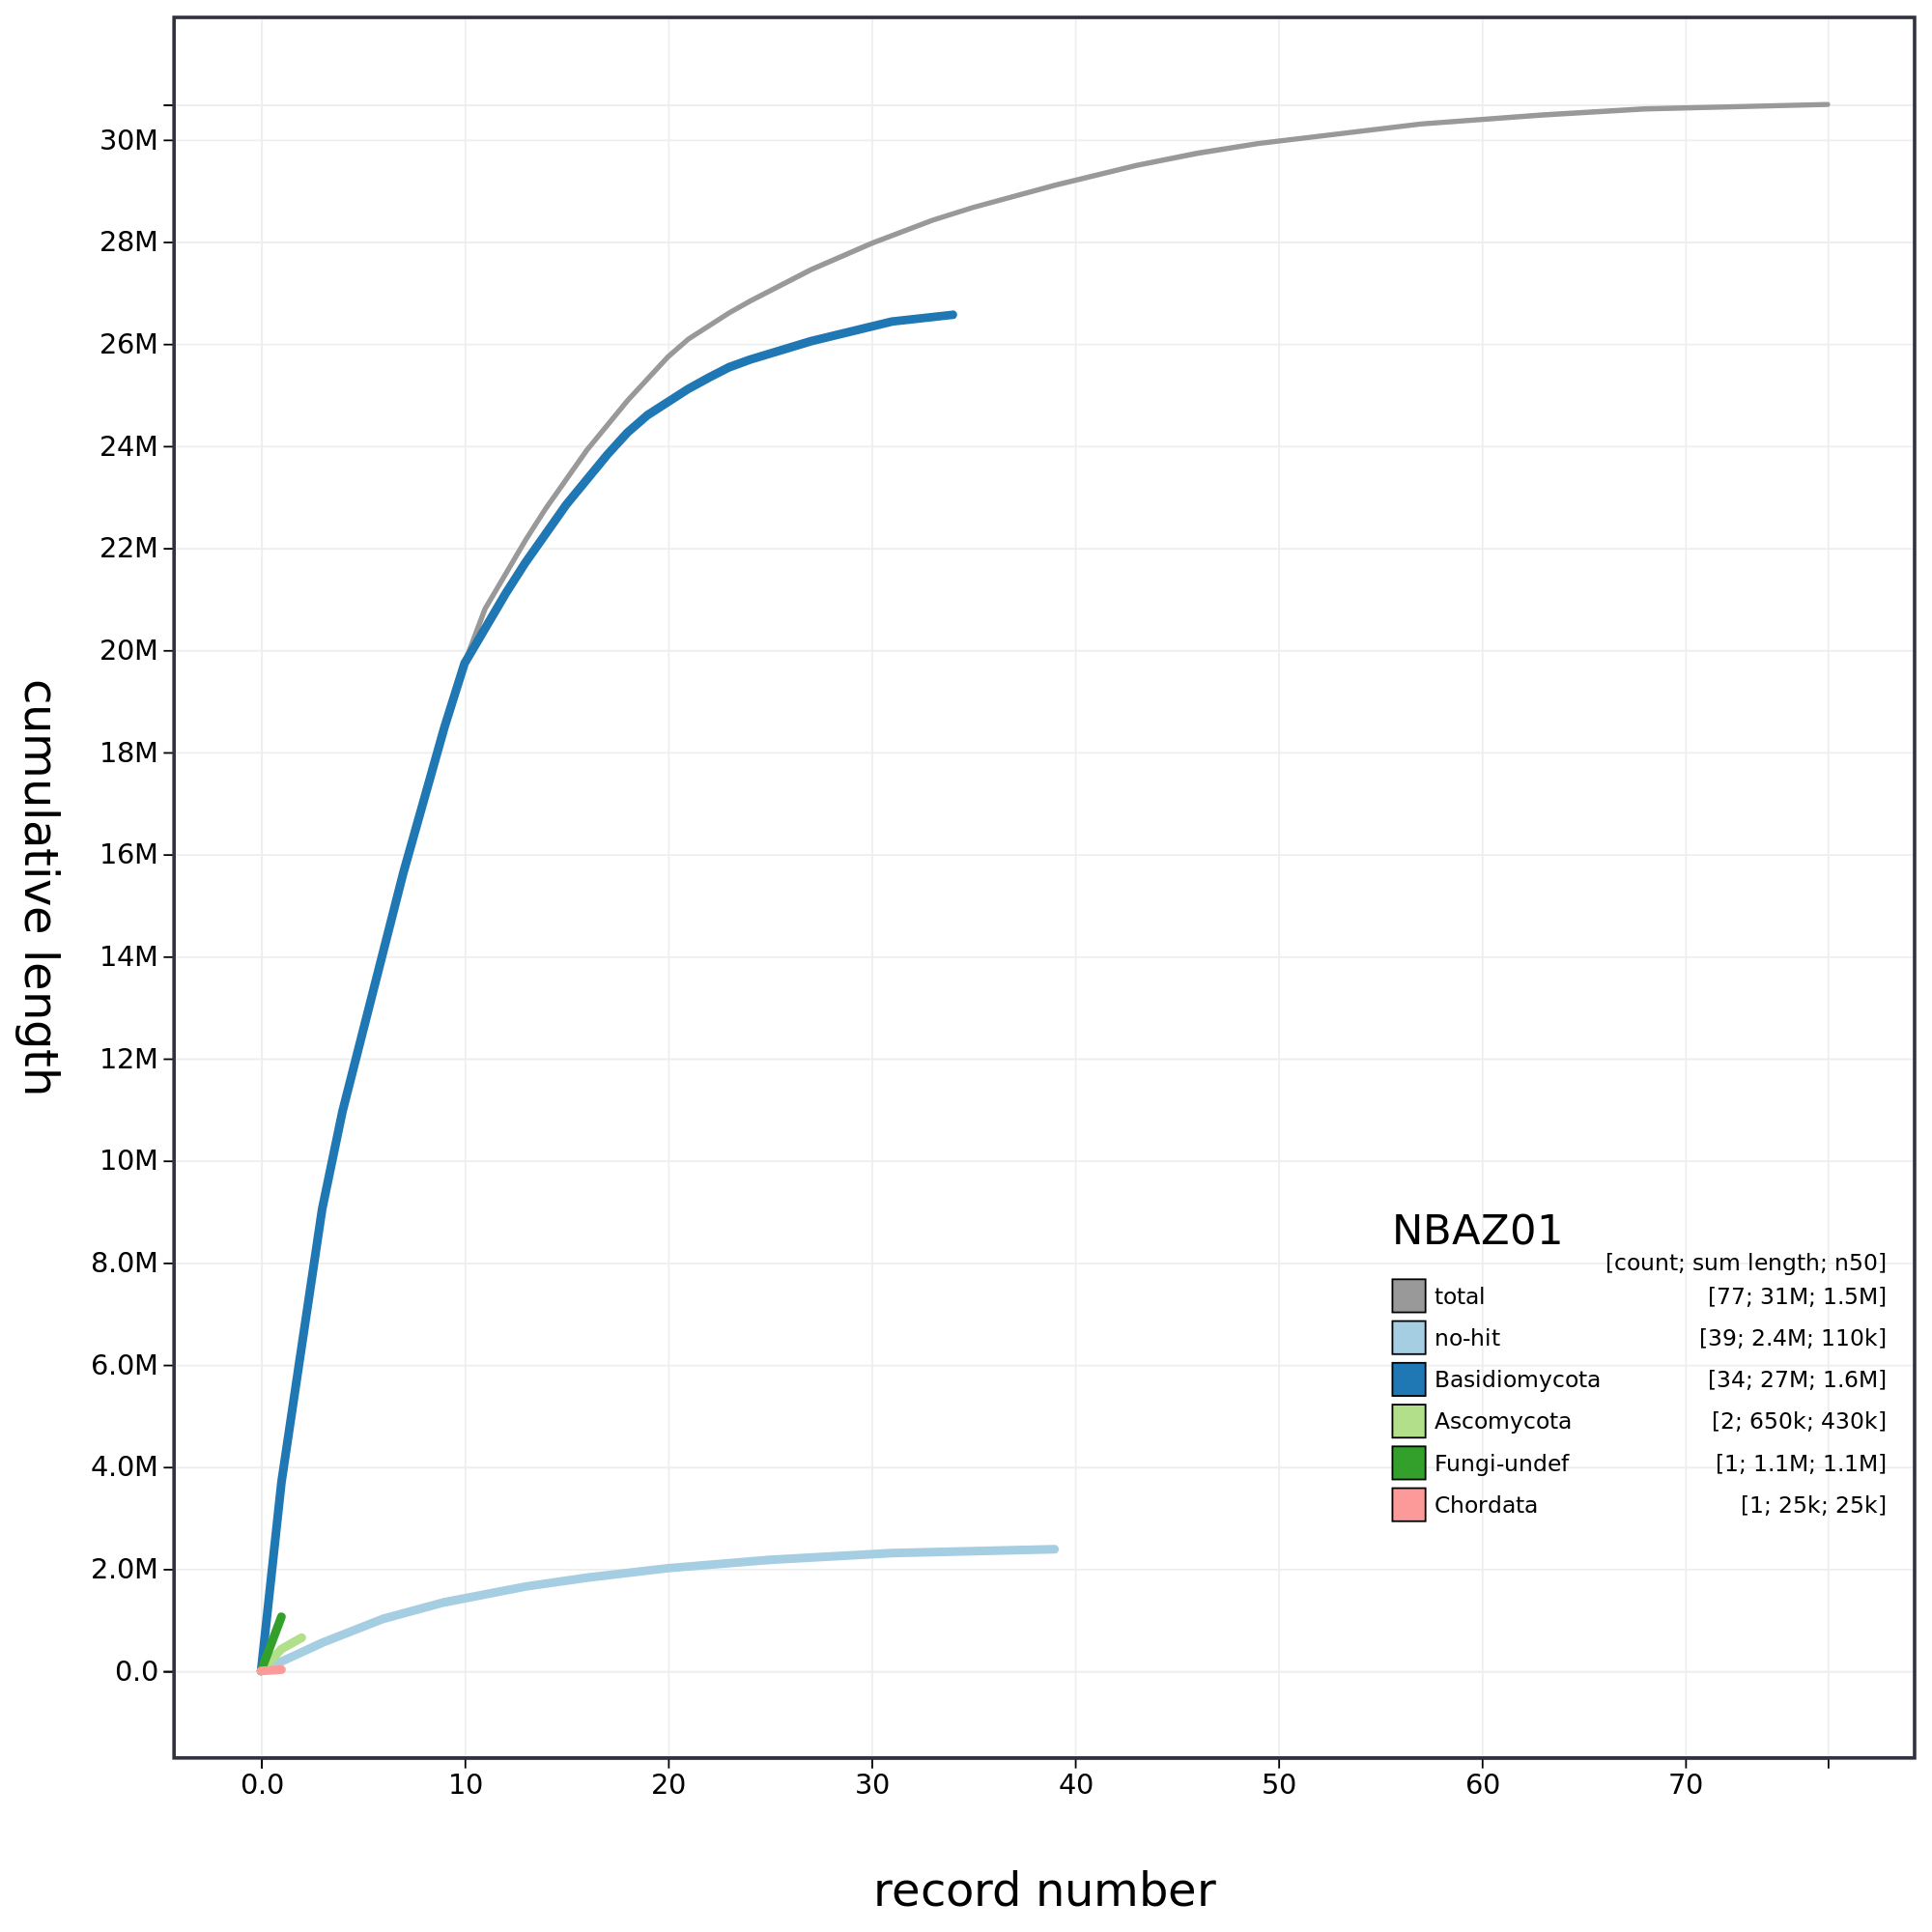 cumulative length
30M
28M
26M
24M
22M
20M
18M
16M
14M
12M
10M
8.0M
6.0M
4.0M
2.0M
0.0
NBAZ01
[count; sum length; n50]
total [77; 31M; 1.5M]
no-hit [39; 2.4M; 110k]
Basidiomycota [34; 27M; 1.6M]
Ascomycota [2; 650k; 430k]
Fungi-undef [1; 1.1M; 1.1M]
Chordata [1; 25k; 25k]
0.0 10 20 30 40 50 60 70
record number